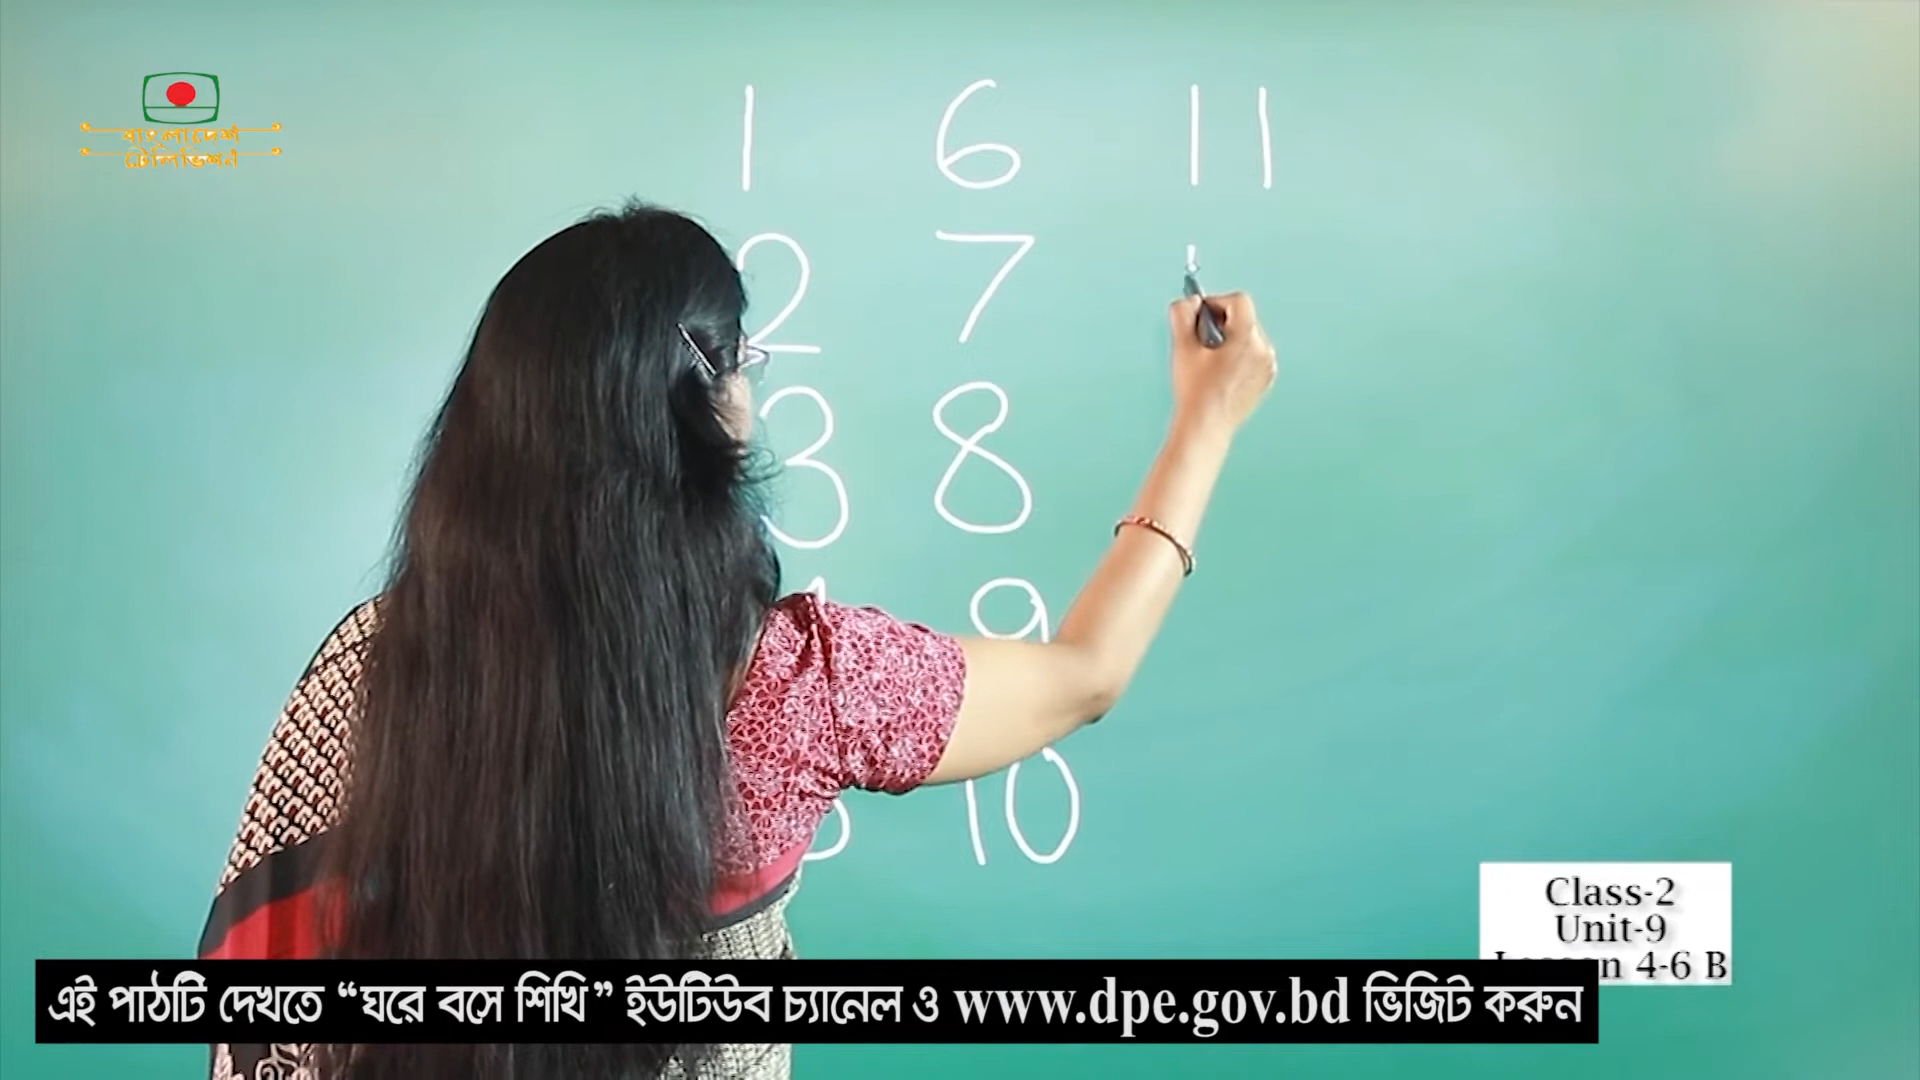 বাংলাদেশ
টেলিভিশন
1 6 11
2 7
3 8
9
10
Class-2
Unit-9
4-6 B
এই পাঠটি দেখতে “ঘরে বসে শিখি” ইউটিউব চ্যানেল ও www.dpe.gov.bd ভিজিট করুন